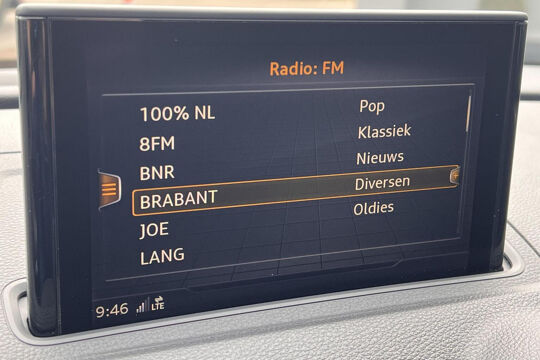 Radio: FM
100% NL Pop
8FM Klassiek
BNR Nieuws
BRABANT Diversen
JOE Oldies
LANG
9:46 LTE